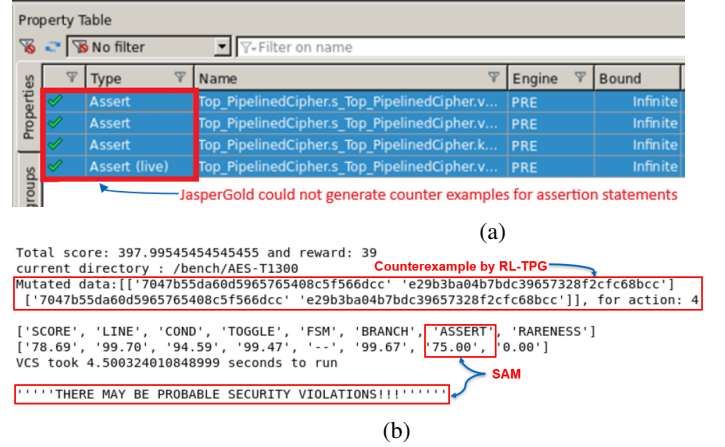 Property Table
No filter
Filter on name
Type Name Engine Bound
Properties
Assert Top_PipelinedCipher.s_Top_PipelinedCipher.v... PRE Infinite
Assert Top_PipelinedCipher.s_Top_PipelinedCipher.v... PRE Infinite
Assert Top_PipelinedCipher.s_Top_PipelinedCipher.k... PRE Infinite
Assert (live) Top_PipelinedCipher.s_Top_PipelinedCipher.v... PRE Infinite
groups
JasperGold could not generate counter examples for assertion statements
(a)
Total score: 397.99545454545455 and reward: 39
current directory : /bench/AES-T1300
Counterexample by RL-TPG
Mutated data:[['7047b55da60d5965765408c5f566dcc' 'e29b3ba04b7bdc39657328f2cfc68bcc']
['7047b55da60d5965765408c5f566dcc' 'e29b3ba04b7bdc39657328f2cfc68bcc']], for action: 4
['SCORE', 'LINE', 'COND', 'TOGGLE', 'FSM', 'BRANCH', 'ASSERT', 'RARENESS']
['78.69', '99.70', '94.59', '99.47', '--', '99.67', '75.00', '0.00']
VCS took 4.500324010848999 seconds to run
SAM
'''''THERE MAY BE PROBABLE SECURITY VIOLATIONS!!!''''''
(b)